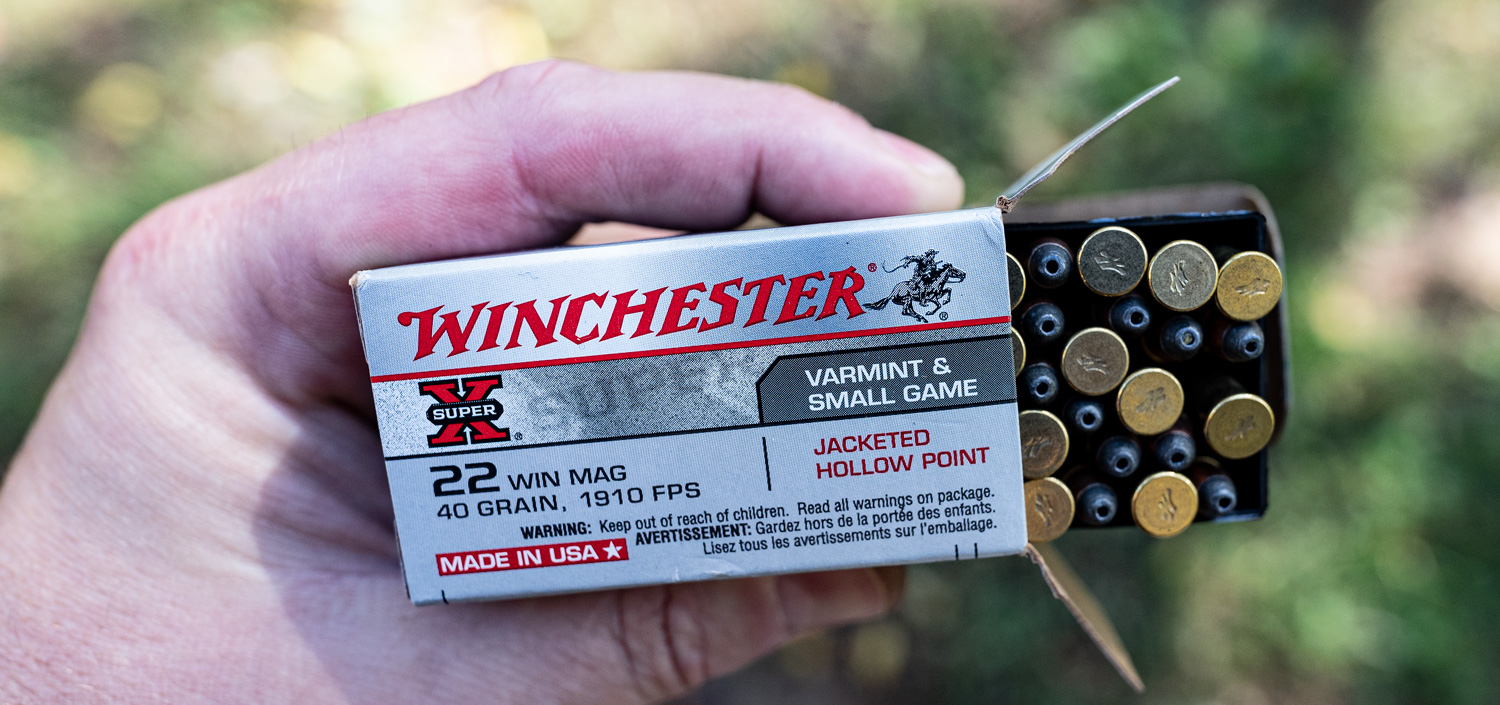 WINCHESTER®
®
SUPER
X
SUPER
®
VARMINT &
SMALL GAME
22 WIN MAG
40 GRAIN, 1910 FPS
JACKETED
HOLLOW POINT
WARNING: Keep out of reach of children. Read all warnings on package.
AVERTISSEMENT: Gardez hors de la portée des enfants.
Lisez tous les avertissements sur l'emballage.
MADE IN USA ★